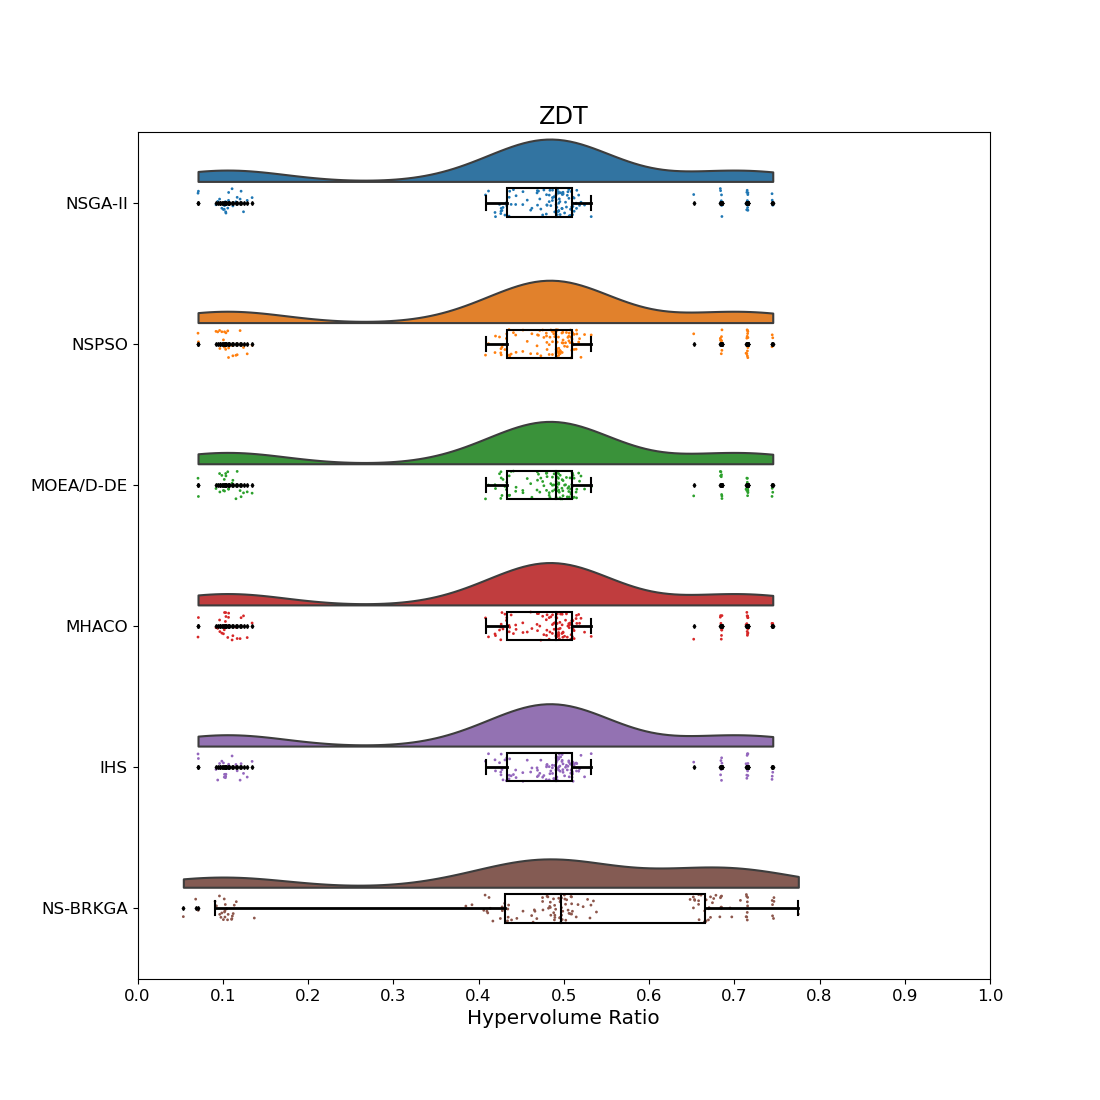 ZDT
NSGA-II
NSPSO
MOEA/D-DE
MHACO
IHS
NS-BRKGA
0.0 0.1 0.2 0.3 0.4 0.5 0.6 0.7 0.8 0.9 1.0
Hypervolume Ratio